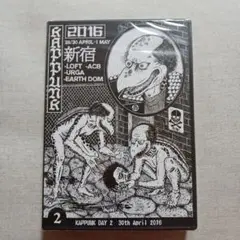 KAPPUNK
2016
29/30 APRIL-1 MAY
新宿
-LOFT -ACB
-URGA
-EARTH DOM
2
KAPPUNK DAY 2 30th April 2016